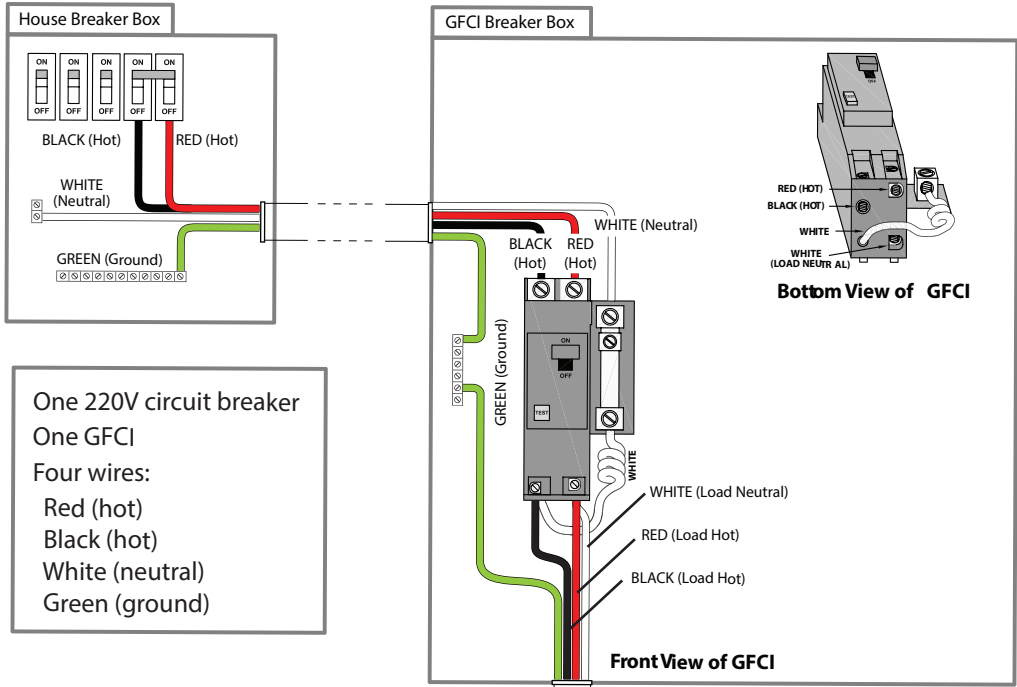 House Breaker Box
ON ON ON ON ON
OFF OFF OFF OFF OFF
BLACK (Hot)
RED (Hot)
WHITE
(Neutral)
GREEN (Ground)
One 220V circuit breaker
One GFCI
Four wires:
Red (hot)
Black (hot)
White (neutral)
Green (ground)
GFCI Breaker Box
WHITE (Neutral)
BLACK
(Hot)
RED
(Hot)
GREEN (Ground)
ON
OFF
TEST
WHITE
WHITE (Load Neutral)
RED (Load Hot)
BLACK (Load Hot)
Front View of GFCI
OFF
TEST
RED (HOT)
BLACK (HOT)
WHITE
WHITE
(LOAD NEUTR AL)
Bottom View of GFCI